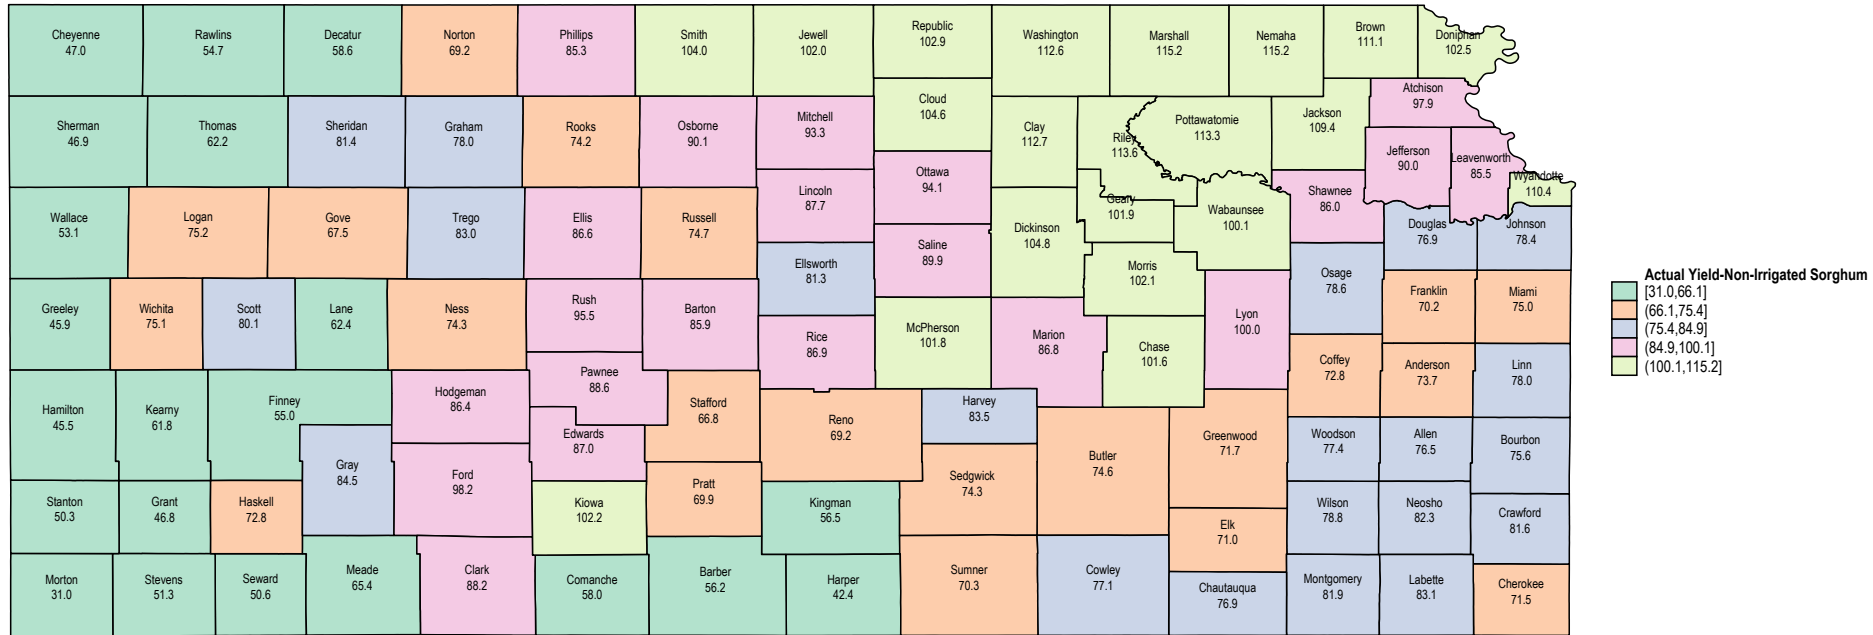 Cheyenne
47.0
Rawlins
54.7
Decatur
58.6
Norton
69.2
Phillips
85.3
Smith
104.0
Jewell
102.0
Republic
102.9
Washington
112.6
Marshall
115.2
Nemaha
115.2
Brown
111.1
Doniphan
102.5
Sherman
46.9
Thomas
62.2
Sheridan
81.4
Graham
78.0
Rooks
74.2
Osborne
90.1
Mitchell
93.3
Cloud
104.6
Clay
112.7
Riley
113.6
Pottawatomie
113.3
Jackson
109.4
Atchison
97.9
Jefferson
90.0
Leavenworth
85.5
Wyandotte
110.4
Wallace
53.1
Logan
75.2
Gove
67.5
Trego
83.0
Ellis
86.6
Russell
74.7
Lincoln
87.7
Ottawa
94.1
Ellsworth
81.3
Saline
89.9
Dickinson
104.8
Geary
101.9
Wabaunsee
100.1
Shawnee
86.0
Douglas
76.9
Johnson
78.4
Morris
102.1
Osage
78.6
Franklin
70.2
Miami
75.0
Greeley
45.9
Wichita
75.1
Scott
80.1
Lane
62.4
Ness
74.3
Rush
95.5
Barton
85.9
Rice
86.9
McPherson
101.8
Marion
86.8
Chase
101.6
Lyon
100.0
Coffey
72.8
Anderson
73.7
Linn
78.0
Hamilton
45.5
Kearny
61.8
Finney
55.0
Hodgeman
86.4
Pawnee
88.6
Stafford
66.8
Reno
69.2
Harvey
83.5
Edwards
87.0
Gray
84.5
Ford
98.2
Butler
74.6
Greenwood
71.7
Woodson
77.4
Allen
76.5
Bourbon
75.6
Stanton
50.3
Grant
46.8
Haskell
72.8
Kiowa
102.2
Pratt
69.9
Kingman
56.5
Sedgwick
74.3
Elk
71.0
Wilson
78.8
Neosho
82.3
Crawford
81.6
Morton
31.0
Stevens
51.3
Seward
50.6
Meade
65.4
Clark
88.2
Comanche
58.0
Barber
56.2
Harper
42.4
Sumner
70.3
Cowley
77.1
Chautauqua
76.9
Montgomery
81.9
Labette
83.1
Cherokee
71.5
Actual Yield-Non-Irrigated Sorghum
[31.0,66.1]
(66.1,75.4]
(75.4,84.9]
(84.9,100.1]
(100.1,115.2]